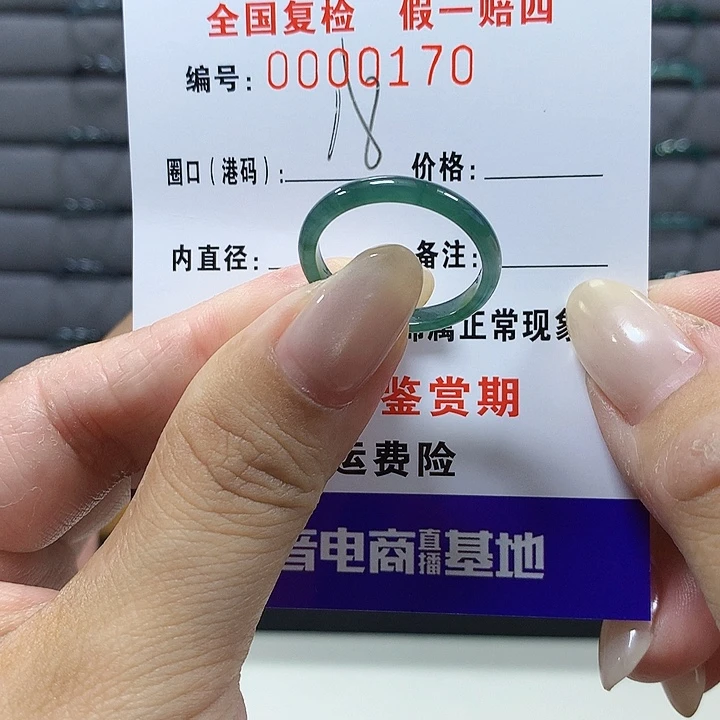 全国复检 假一赔四
编号: 0000170
圈口(港码): 18 价格:
内直径: 备注:
属正常现象
鉴赏期
运费险
音电商直播基地